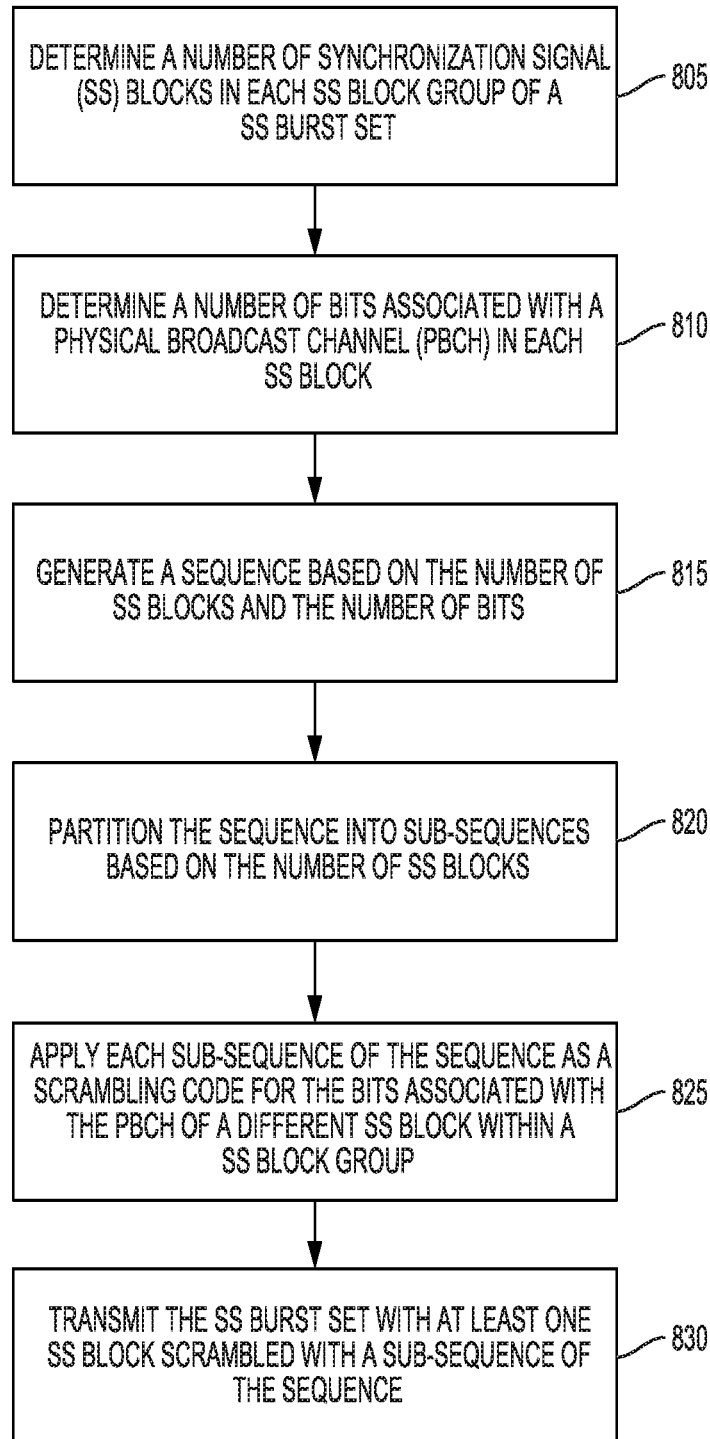 DETERMINE A NUMBER OF SYNCHRONIZATION SIGNAL
(SS) BLOCKS IN EACH SS BLOCK GROUP OF A
SS BURST SET
805
DETERMINE A NUMBER OF BITS ASSOCIATED WITH A
PHYSICAL BROADCAST CHANNEL (PBCH) IN EACH
SS BLOCK
810
GENERATE A SEQUENCE BASED ON THE NUMBER OF
SS BLOCKS AND THE NUMBER OF BITS
815
PARTITION THE SEQUENCE INTO SUB-SEQUENCES
BASED ON THE NUMBER OF SS BLOCKS
820
APPLY EACH SUB-SEQUENCE OF THE SEQUENCE AS A
SCRAMBLING CODE FOR THE BITS ASSOCIATED WITH
THE PBCH OF A DIFFERENT SS BLOCK WITHIN A
SS BLOCK GROUP
825
TRANSMIT THE SS BURST SET WITH AT LEAST ONE
SS BLOCK SCRAMBLED WITH A SUB-SEQUENCE OF
THE SEQUENCE
830